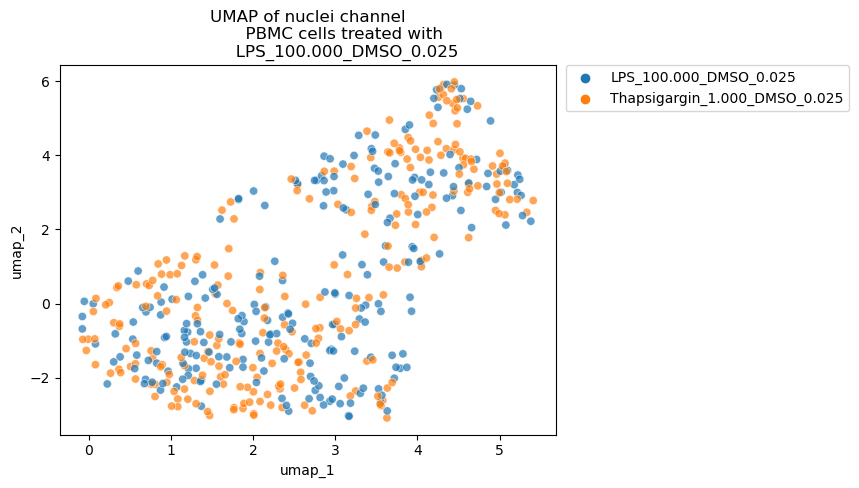 UMAP of nuclei channel
PBMC cells treated with
LPS_100.000_DMSO_0.025
LPS_100.000_DMSO_0.025
Thapsigargin_1.000_DMSO_0.025
umap_2
6
4
2
0
−2
0 1 2 3 4 5
umap_1